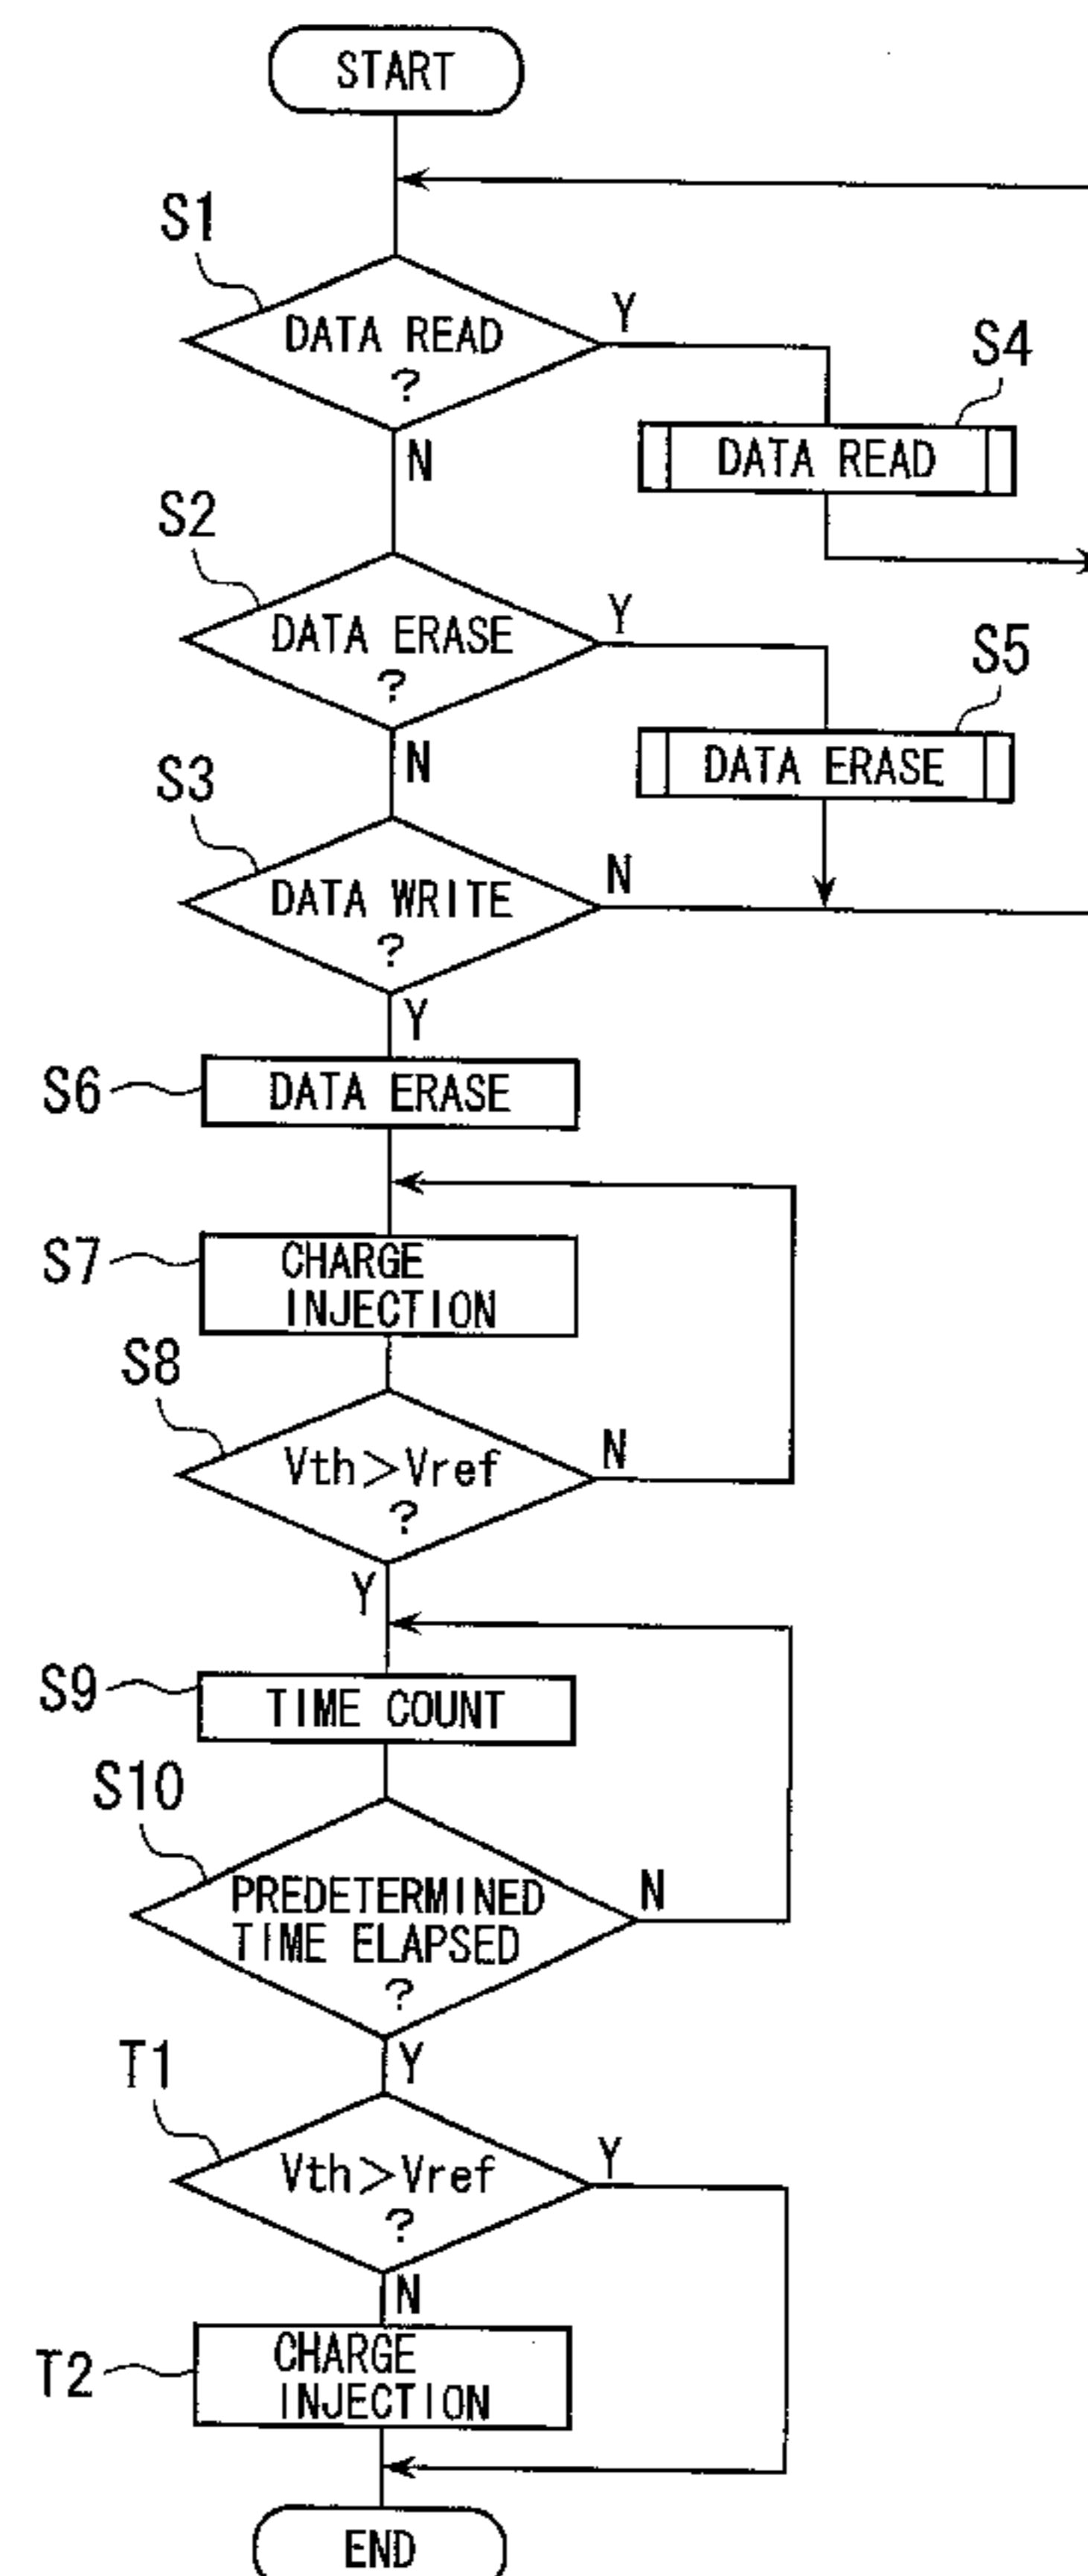 START
S1
DATA READ
?
Y
N
S4
DATA READ
S2
DATA ERASE
?
Y
N
S5
DATA ERASE
S3
DATA WRITE
?
N
Y
S6
DATA ERASE
S7
CHARGE
INJECTION
S8
Vth>Vref
?
N
Y
S9
TIME COUNT
S10
PREDETERMINED
TIME ELAPSED
?
N
Y
T1
Vth>Vref
?
Y
N
T2
CHARGE
INJECTION
END